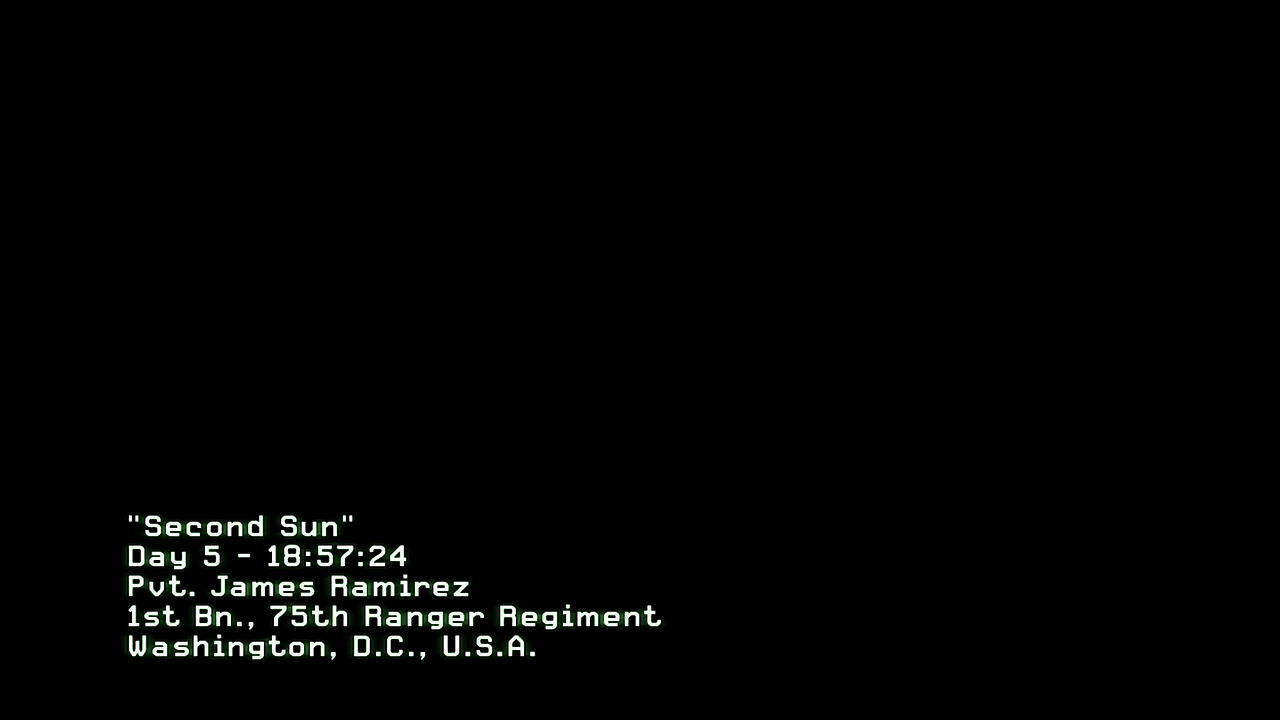 "Second Sun"
Day 5 - 18:57:24
Pvt. James Ramirez
1st Bn., 75th Ranger Regiment
Washington, D.C., U.S.A.